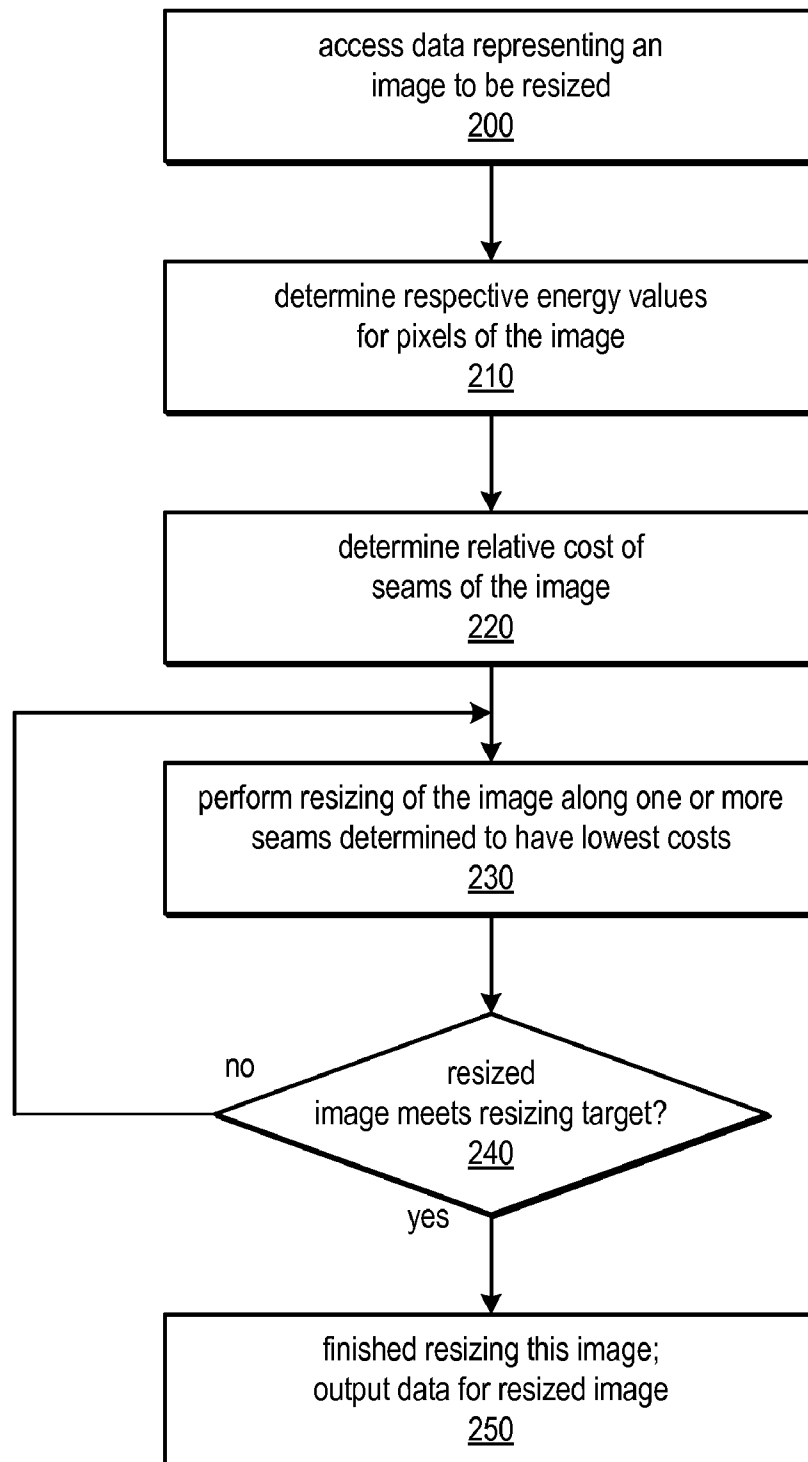 access data representing an
image to be resized
200
determine respective energy values
for pixels of the image
210
determine relative cost of
seams of the image
220
perform resizing of the image along one or more
seams determined to have lowest costs
230
no
resized
image meets resizing target?
240
yes
finished resizing this image;
output data for resized image
250